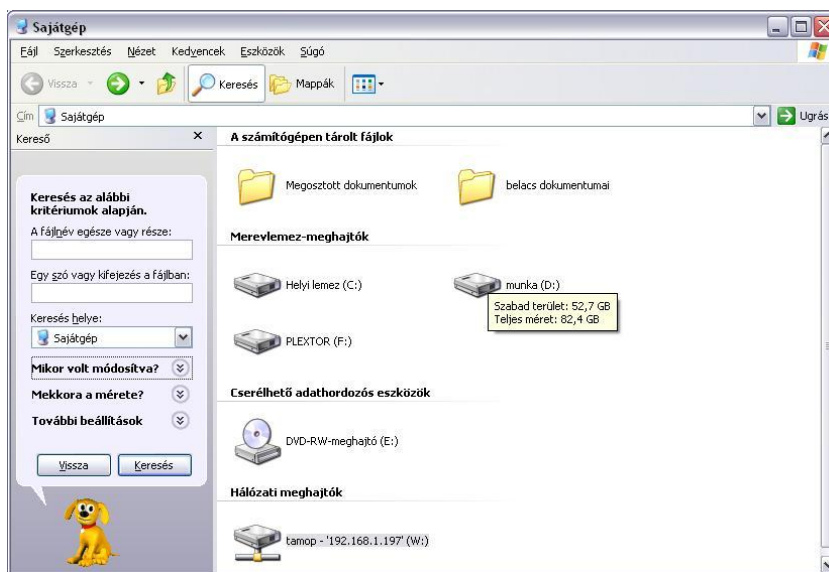 Sajátgép
Fájl Szerkesztés Nézet Kedvencek Eszközök Súgó
Vissza Keresés Mappák
Cím Sajátgép Ugrás
Kereső
Keresés az alábbi
kritériumok alapján.
A fájlnév egésze vagy része:
Egy szó vagy kifejezés a fájlban:
Keresés helye:
Sajátgép
Mikor volt módosítva?
Mekkora a mérete?
További beállítások
Vissza Keresés
A számítógépen tárolt fájlok
Megosztott dokumentumok belacs dokumentumai
Merevlemez-meghajtók
Helyi lemez (C:) munka (D:)
Szabad terület: 52,7 GB
Teljes méret: 82,4 GB
PLEXTOR (F:)
Cserélhető adathordozós eszközök
DVD-RW-meghajtó (E:)
Hálózati meghajtók
tamop - '192.168.1.197' (W:)